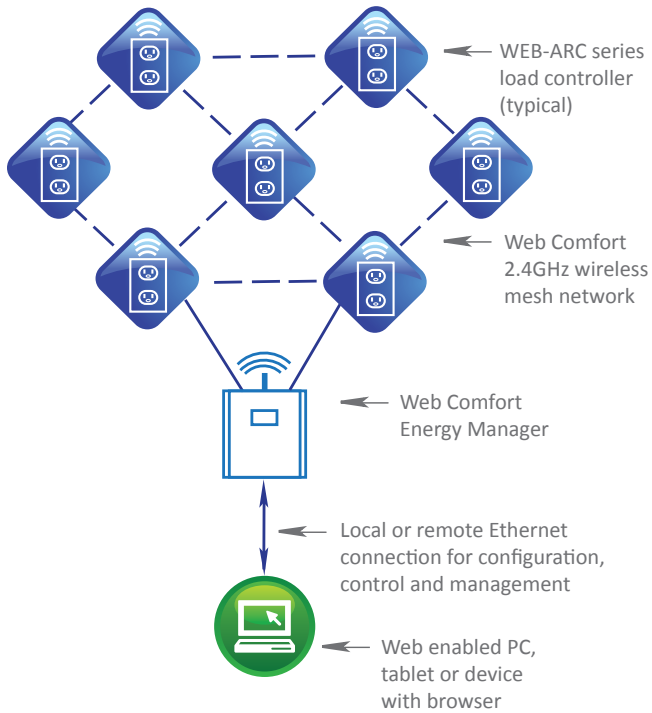 WEB-ARC series
load controller
(typical)
Web Comfort
2.4GHz wireless
mesh network
Web Comfort
Energy Manager
Local or remote Ethernet
connection for configuration,
control and management
Web enabled PC,
tablet or device
with browser